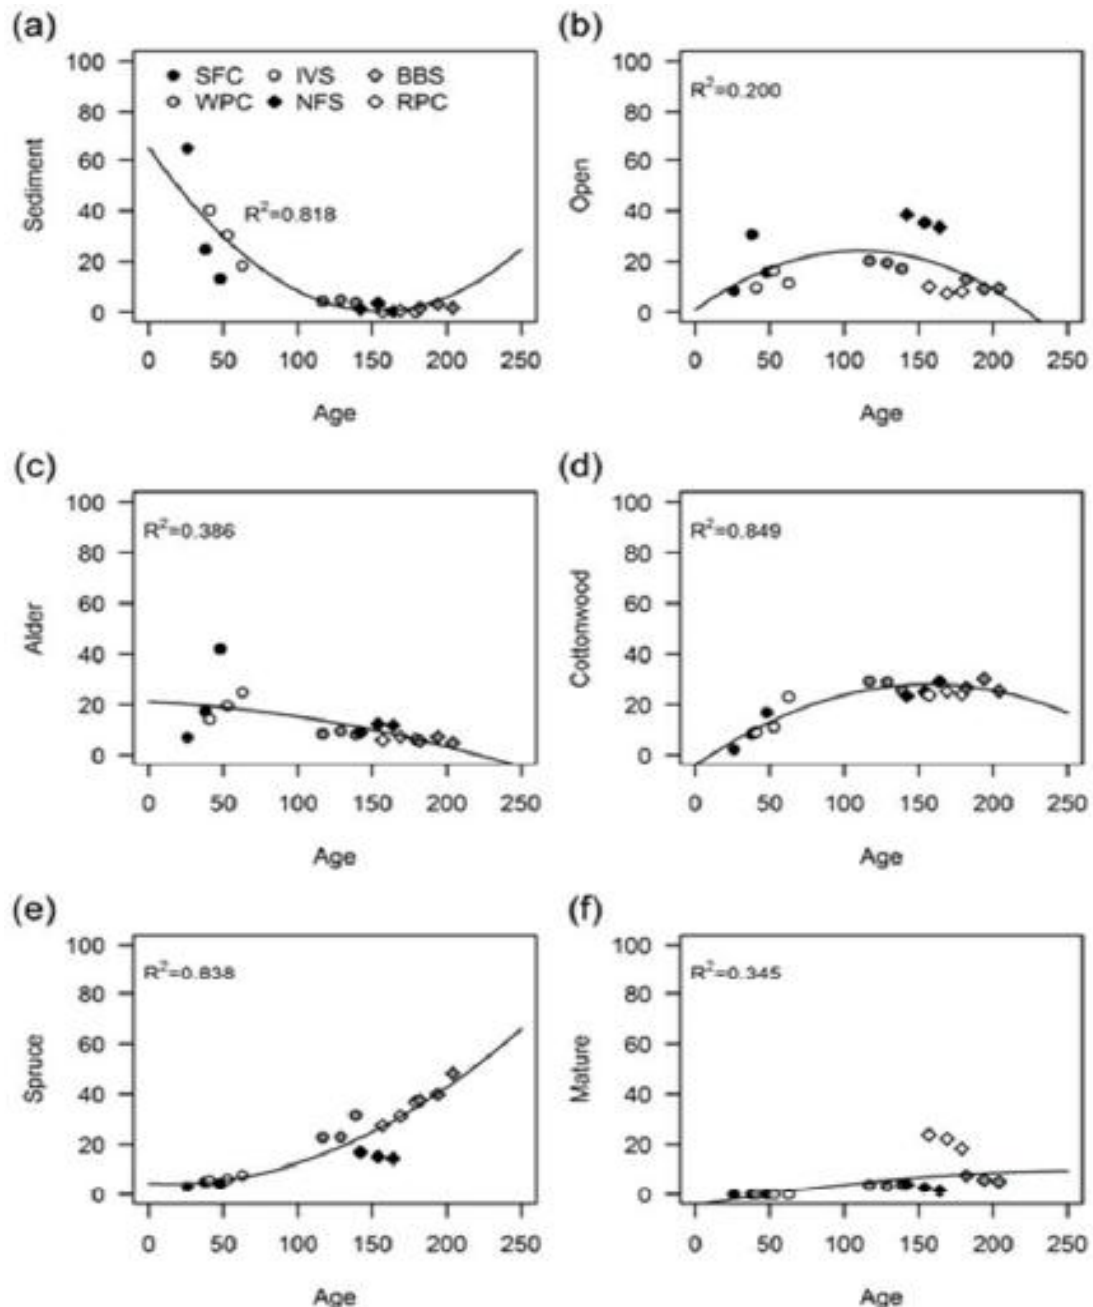 (a)
100
80
60
40
20
0
Sediment
SFC IVS BBS
WPC NFS RPC
R²=0.818
0 50 100 150 200 250
Age
(b)
100
80
60
40
20
0
Open
R²=0.200
0 50 100 150 200 250
Age
(c)
100
80
60
40
20
0
Alder
R²=0.386
0 50 100 150 200 250
Age
(d)
100
80
60
40
20
0
Cottonwood
R²=0.849
0 50 100 150 200 250
Age
(e)
100
80
60
40
20
0
Spruce
R²=0.838
0 50 100 150 200 250
Age
(f)
100
80
60
40
20
0
Mature
R²=0.345
0 50 100 150 200 250
Age